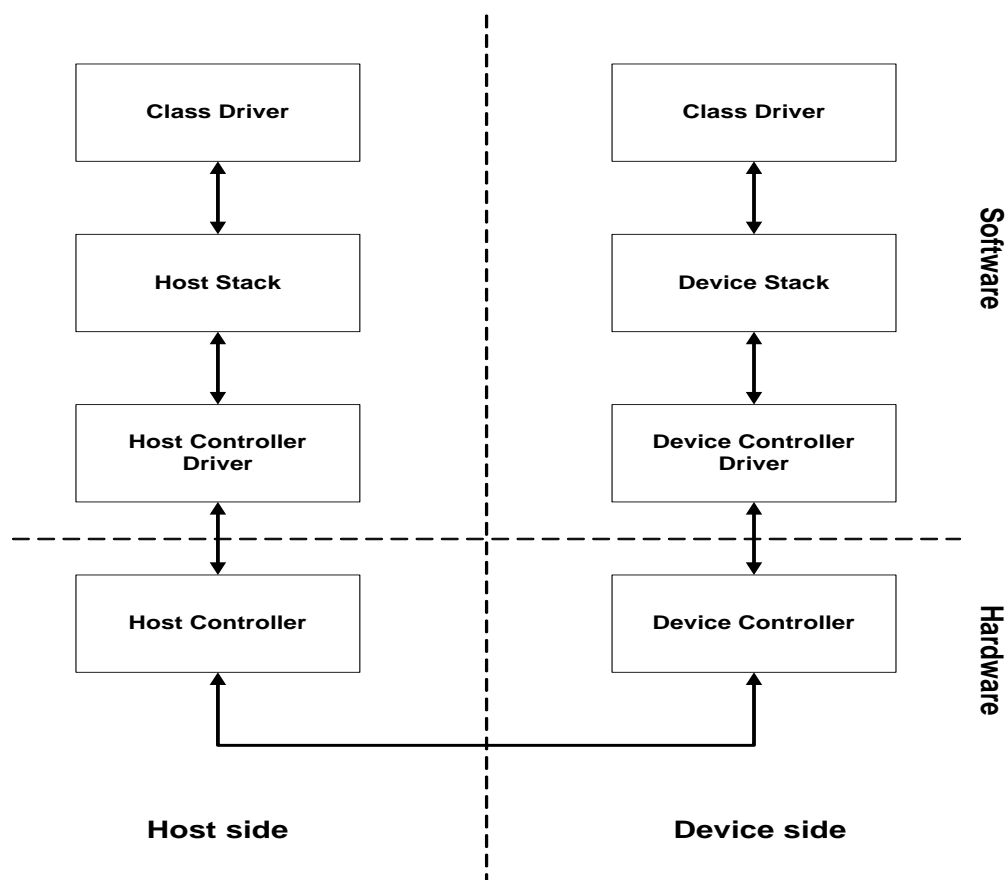 Class Driver
Class Driver
Host Stack
Device Stack
Software
Host Controller
Driver
Device Controller
Driver
Host Controller
Device Controller
Hardware
Host side
Device side